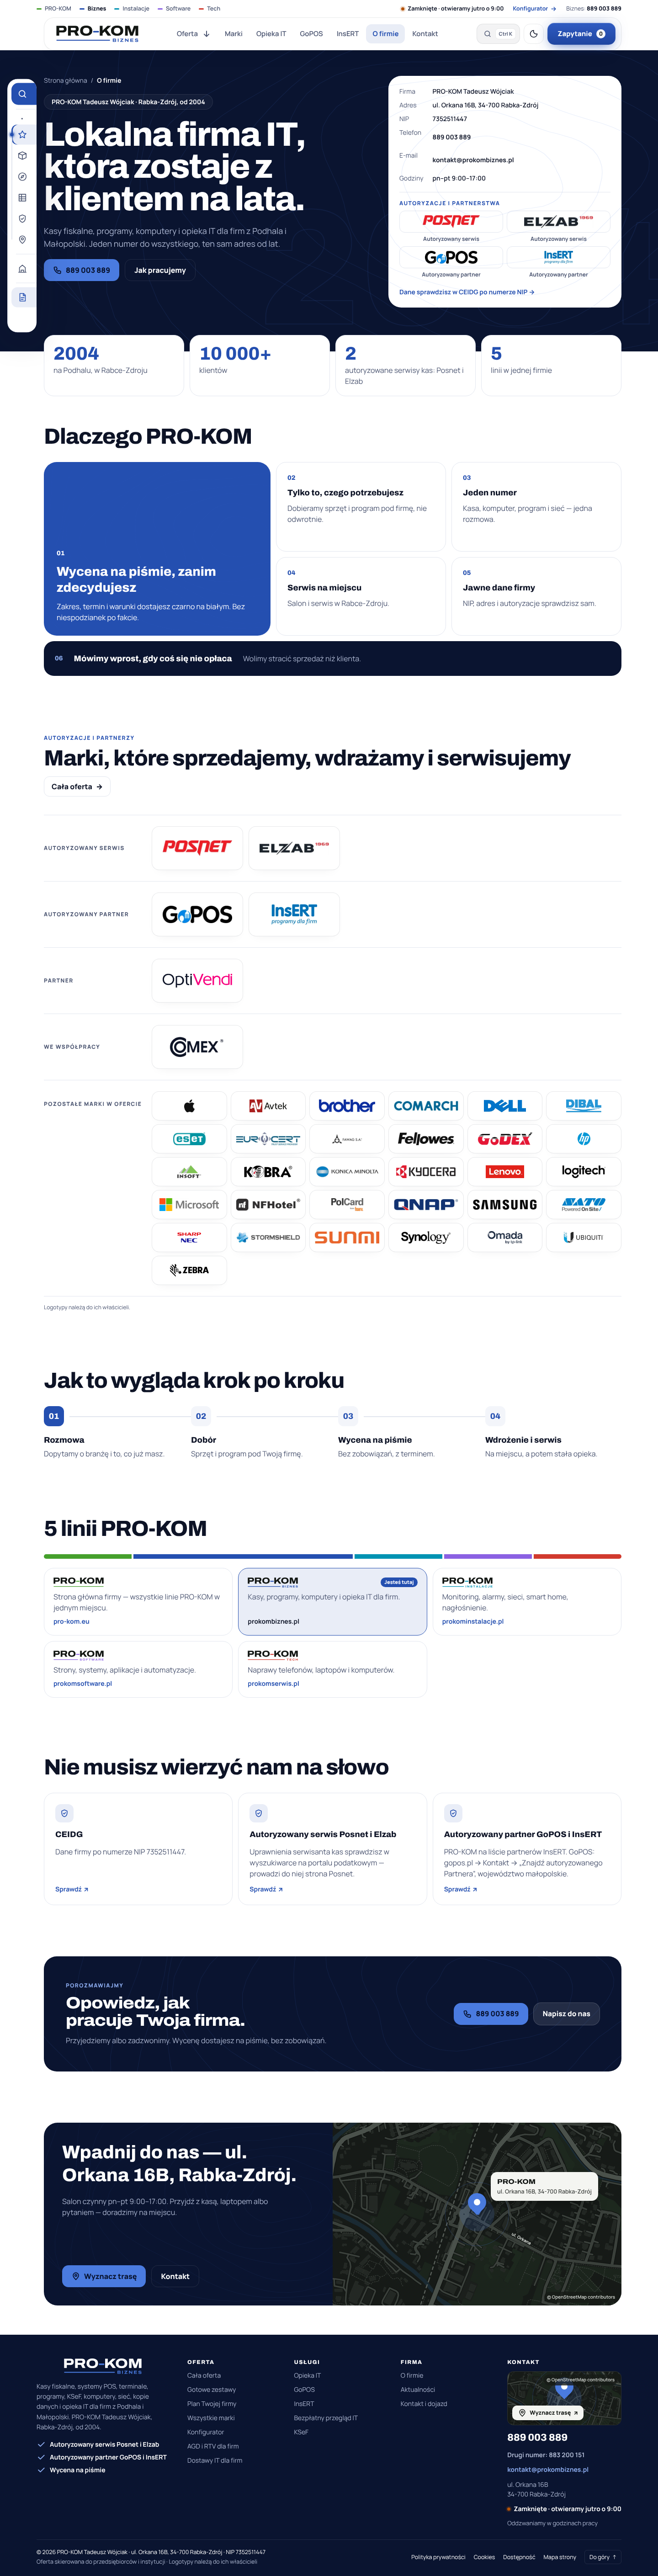 PRO-KOM Biznes Instalacje Software Tech
Zamknięte · otwieramy jutro o 9:00 Konfigurator → Biznes: 889 003 889
PRO-KOM BIZNES Oferta ↓ Marki Opieka IT GoPOS InsERT O firmie Kontakt Ctrl K Zapytanie 0
Strona główna / O firmie
PRO-KOM Tadeusz Wójciak · Rabka-Zdrój, od 2004
Lokalna firma IT,
która zostaje z
klientem na lata.
Kasy fiskalne, programy, komputery i opieka IT dla firm z Podhala i
Małopolski. Jeden numer do wszystkiego, ten sam adres od lat.
889 003 889 Jak pracujemy
Firma PRO-KOM Tadeusz Wójciak
Adres ul. Orkana 16B, 34-700 Rabka-Zdrój
NIP 7352511447
Telefon 889 003 889
E-mail kontakt@prokombiznes.pl
Godziny pn–pt 9:00–17:00
AUTORYZACJE I PARTNERSTWA
POSNET ELZAB 1969
Autoryzowany serwis Autoryzowany serwis
GoPOS InsERT programy dla firm
Autoryzowany partner Autoryzowany partner
Dane sprawdzisz w CEIDG po numerze NIP →
2004
na Podhalu, w Rabce-Zdroju
10 000+
klientów
2
autoryzowane serwisy kas: Posnet i
Elzab
5
linii w jednej firmie
Dlaczego PRO-KOM
01
Wycena na piśmie, zanim
zdecydujesz
Zakres, termin i warunki dostajesz czarno na białym. Bez
niespodzianek po fakcie.
02
Tylko to, czego potrzebujesz
Dobieramy sprzęt i program pod firmę, nie
odwrotnie.
03
Jeden numer
Kasa, komputer, program i sieć — jedna
rozmowa.
04
Serwis na miejscu
Salon i serwis w Rabce-Zdroju.
05
Jawne dane firmy
NIP, adres i autoryzacje sprawdzisz sam.
06 Mówimy wprost, gdy coś się nie opłaca Wolimy stracić sprzedaż niż klienta.
AUTORYZACJE I PARTNERZY
Marki, które sprzedajemy, wdrażamy i serwisujemy
Cała oferta →
AUTORYZOWANY SERWIS POSNET ELZAB 1969
AUTORYZOWANY PARTNER GoPOS InsERT programy dla firm
PARTNER OptiVendi
WE WSPÓŁPRACY COMEX
POZOSTAŁE MARKI W OFERCIE Avtek brother COMARCH DELL DIBAL
eseT EUROCERT FARAO S.A. Fellowes GoDEX hp
INSOFT KOBRA KONICA MINOLTA KYOCERA Lenovo logitech
Microsoft NFHotel PolCard QNAP SAMSUNG SATO Powered On Site
SHARP NEC STORMSHIELD SUNMI Synology Omada by tp-link UBIQUITI
ZEBRA
Logotypy należą do ich właścicieli.
Jak to wygląda krok po kroku
01
Rozmowa
Dopytamy o branżę i to, co już masz.
02
Dobór
Sprzęt i program pod Twoją firmę.
03
Wycena na piśmie
Bez zobowiązań, z terminem.
04
Wdrożenie i serwis
Na miejscu, a potem stała opieka.
5 linii PRO-KOM
PRO-KOM
Strona główna firmy — wszystkie linie PRO-KOM w
jednym miejscu.
pro-kom.eu
PRO-KOM BIZNES Jesteś tutaj
Kasy, programy, komputery i opieka IT dla firm.
prokombiznes.pl
PRO-KOM INSTALACJE
Monitoring, alarmy, sieci, smart home,
nagłośnienie.
prokominstalacje.pl
PRO-KOM SOFTWARE
Strony, systemy, aplikacje i automatyzacje.
prokomsoftware.pl
PRO-KOM TECH
Naprawy telefonów, laptopów i komputerów.
prokomserwis.pl
Nie musisz wierzyć nam na słowo
CEIDG
Dane firmy po numerze NIP 7352511447.
Sprawdź ↗
Autoryzowany serwis Posnet i Elzab
Uprawnienia serwisanta kas sprawdzisz w
wyszukiwarce na portalu podatkowym —
prowadzi do niej strona Posnet.
Sprawdź ↗
Autoryzowany partner GoPOS i InsERT
PRO-KOM na liście partnerów InsERT. GoPOS:
gopos.pl → Kontakt → „Znajdź autoryzowanego
Partnera”, województwo małopolskie.
Sprawdź ↗
POROZMAWIAJMY
Opowiedz, jak
pracuje Twoja firma.
Przyjedziemy albo zadzwonimy. Wycenę dostajesz na piśmie, bez zobowiązań.
889 003 889 Napisz do nas
Wpadnij do nas — ul.
Orkana 16B, Rabka-Zdrój.
Salon czynny pn–pt 9:00–17:00. Przyjdź z kasą, laptopem albo
pytaniem — doradzimy na miejscu.
Wyznacz trasę Kontakt
PRO-KOM
ul. Orkana 16B, 34-700 Rabka-Zdrój
ul. Orkana
© OpenStreetMap contributors
PRO-KOM BIZNES
Kasy fiskalne, systemy POS, terminale,
programy, KSeF, komputery, sieć, kopie
danych i opieka IT dla firm z Podhala i
Małopolski. PRO-KOM Tadeusz Wójciak,
Rabka-Zdrój, od 2004.
Autoryzowany serwis Posnet i Elzab
Autoryzowany partner GoPOS i InsERT
Wycena na piśmie
OFERTA
Cała oferta
Gotowe zestawy
Plan Twojej firmy
Wszystkie marki
Konfigurator
AGD i RTV dla firm
Dostawy IT dla firm
USŁUGI
Opieka IT
GoPOS
InsERT
Bezpłatny przegląd IT
KSeF
FIRMA
O firmie
Aktualności
Kontakt i dojazd
KONTAKT
© OpenStreetMap contributors
Wyznacz trasę ↗
889 003 889
Drugi numer: 883 200 151
kontakt@prokombiznes.pl
ul. Orkana 16B
34-700 Rabka-Zdrój
Zamknięte · otwieramy jutro o 9:00
Oddzwaniamy w godzinach pracy
© 2026 PRO-KOM Tadeusz Wójciak · ul. Orkana 16B, 34-700 Rabka-Zdrój · NIP 7352511447
Oferta skierowana do przedsiębiorców i instytucji · Logotypy należą do ich właścicieli
Polityka prywatności Cookies Dostępność Mapa strony Do góry ↑